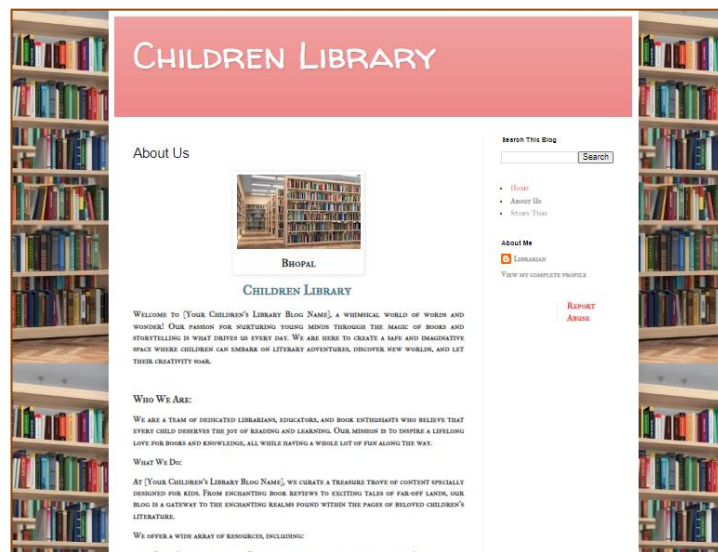 Children Library
About Us
Bhopal
Children Library
Welcome to [Your Children's Library Blog Name], a whimsical world of words and
wonder! Our passion for nurturing young minds through the magic of books and
storytelling is what drives us every day. We are here to create a safe and imaginative
space where children can embark on literary adventures, discover new worlds, and let
their creativity soar.
Who We Are:
We are a team of dedicated librarians, educators, and book enthusiasts who believe that
every child deserves the joy of reading and learning. Our mission is to inspire a lifelong
love for books and knowledge, all while having a whole lot of fun along the way.
What We Do:
At [Your Children's Library Blog Name], we curate a treasure trove of content specially
designed for kids. From enchanting book reviews to exciting tales of far-off lands, our
blog is a gateway to the enchanting realms found within the pages of beloved children's
literature.
We offer a wide array of resources, including:
Search This Blog
Search
Home
About Us
Story Time
About Me
Librarian
View my complete profile
Report
Abuse